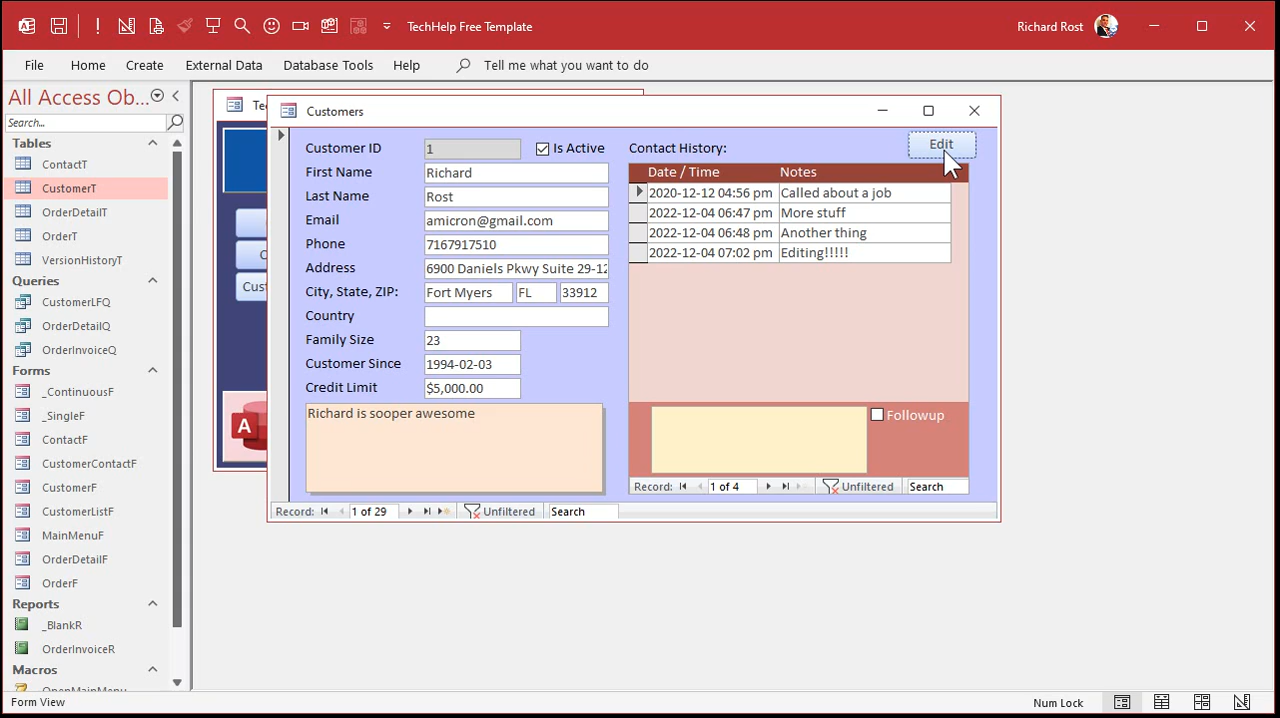 TechHelp Free Template
Richard Rost
File Home Create External Data Database Tools Help Tell me what you want to do
All Access Ob...
Search...
Tables
ContactT
CustomerT
OrderDetailT
OrderT
VersionHistoryT
Queries
CustomerLFQ
OrderDetailQ
OrderInvoiceQ
Forms
_ContinuousF
_SingleF
ContactF
CustomerContactF
CustomerF
CustomerListF
MainMenuF
OrderDetailF
OrderF
Reports
_BlankR
OrderInvoiceR
Macros
OpenMainMenu
Te
C
Cust
A
Customers
Customer ID 1 Is Active
First Name Richard
Last Name Rost
Email amicron@gmail.com
Phone 7167917510
Address 6900 Daniels Pkwy Suite 29-12
City, State, ZIP: Fort Myers FL 33912
Country
Family Size 23
Customer Since 1994-02-03
Credit Limit $5,000.00
Richard is sooper awesome
Contact History:
Edit
Date / Time Notes
2020-12-12 04:56 pm Called about a job
2022-12-04 06:47 pm More stuff
2022-12-04 06:48 pm Another thing
2022-12-04 07:02 pm Editing!!!!!
Followup
Record: 1 of 4 Unfiltered Search
Record: 1 of 29 Unfiltered Search
Form View
Num Lock